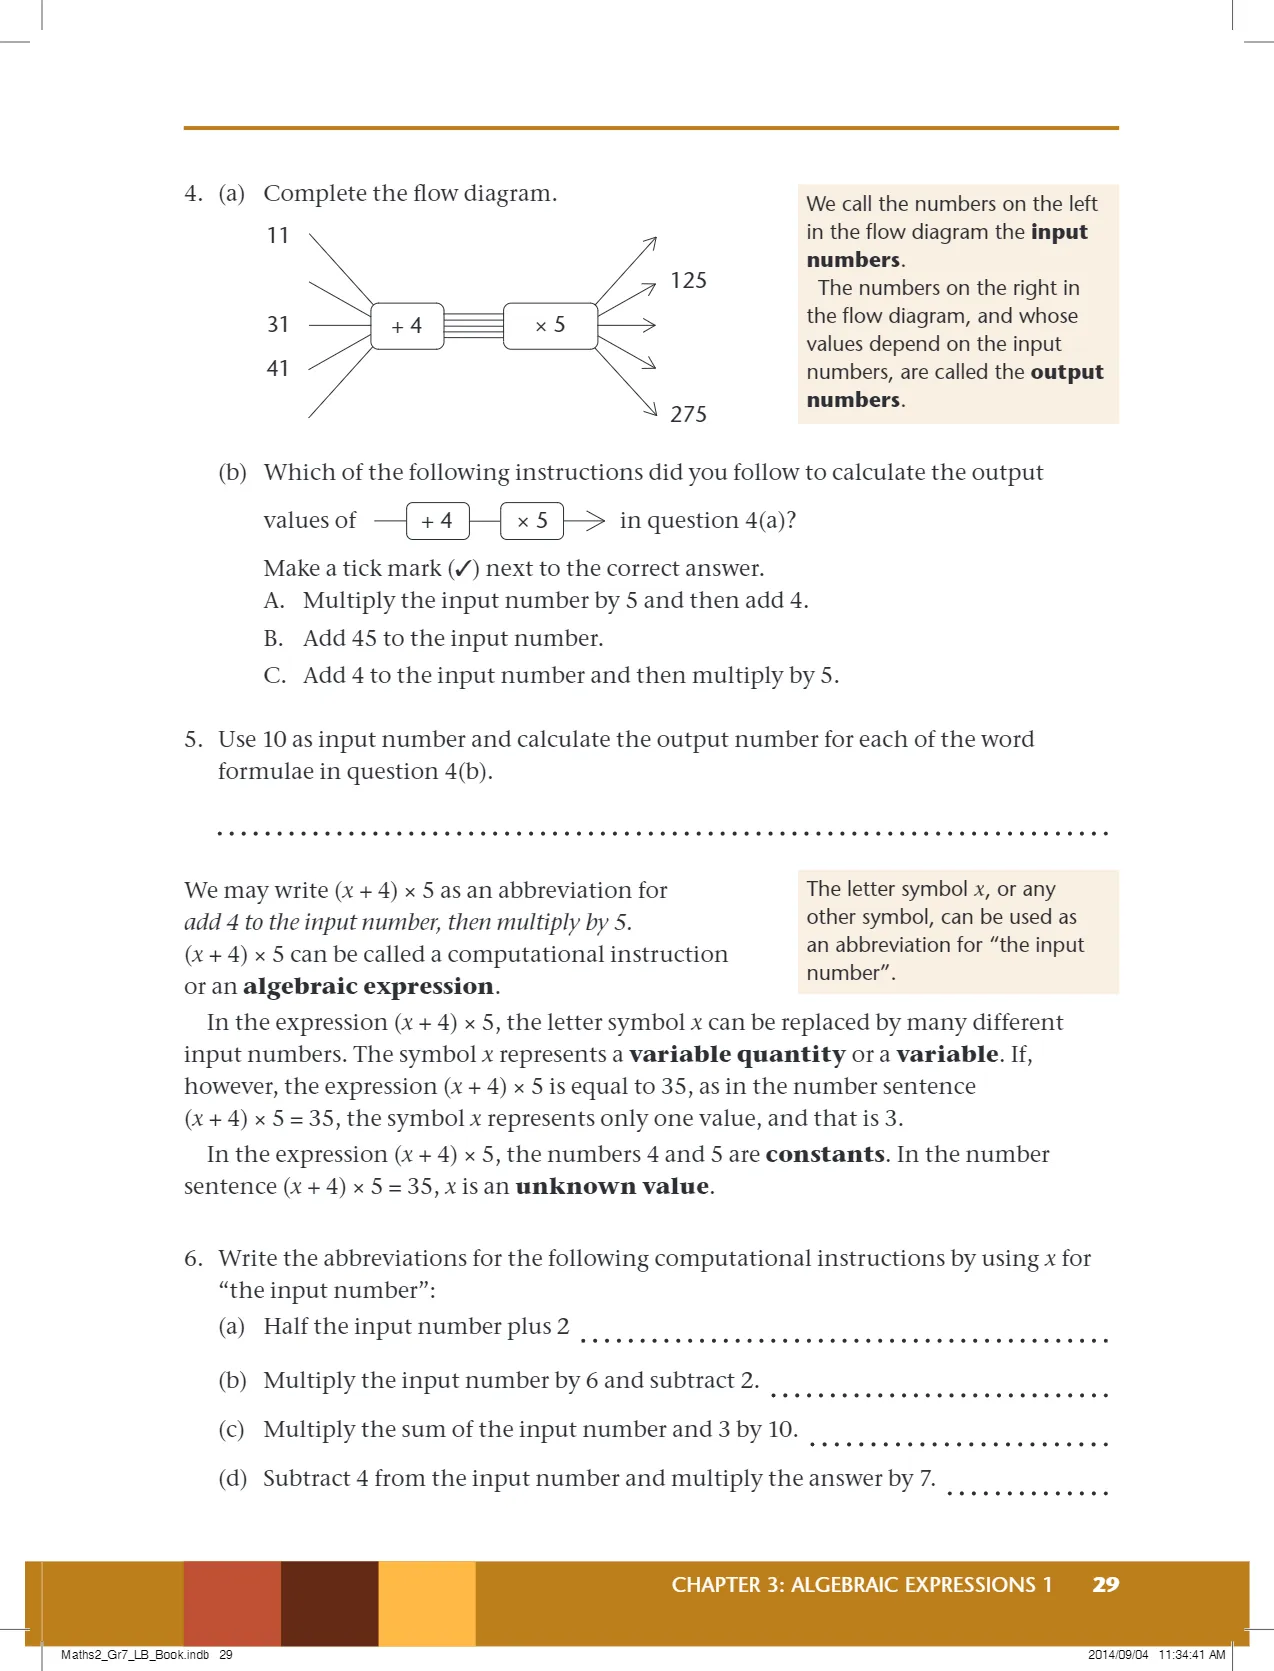 4. (a) Complete the flow diagram.
11
31
41
+ 4
× 5
125
275
We call the numbers on the left
in the flow diagram the input
numbers.
The numbers on the right in
the flow diagram, and whose
values depend on the input
numbers, are called the output
numbers.
(b) Which of the following instructions did you follow to calculate the output
values of + 4 × 5 in question 4(a)?
Make a tick mark (✓) next to the correct answer.
A. Multiply the input number by 5 and then add 4.
B. Add 45 to the input number.
C. Add 4 to the input number and then multiply by 5.
5. Use 10 as input number and calculate the output number for each of the word
formulae in question 4(b).
We may write (x + 4) × 5 as an abbreviation for
add 4 to the input number, then multiply by 5.
(x + 4) × 5 can be called a computational instruction
or an algebraic expression.
The letter symbol x, or any
other symbol, can be used as
an abbreviation for “the input
number”.
In the expression (x + 4) × 5, the letter symbol x can be replaced by many different
input numbers. The symbol x represents a variable quantity or a variable. If,
however, the expression (x + 4) × 5 is equal to 35, as in the number sentence
(x + 4) × 5 = 35, the symbol x represents only one value, and that is 3.
In the expression (x + 4) × 5, the numbers 4 and 5 are constants. In the number
sentence (x + 4) × 5 = 35, x is an unknown value.
6. Write the abbreviations for the following computational instructions by using x for
“the input number”:
(a) Half the input number plus 2
(b) Multiply the input number by 6 and subtract 2.
(c) Multiply the sum of the input number and 3 by 10.
(d) Subtract 4 from the input number and multiply the answer by 7.
CHAPTER 3: ALGEBRAIC EXPRESSIONS 1 29
Maths2_Gr7_LB_Book.indb 29
2014/09/04 11:34:41 AM